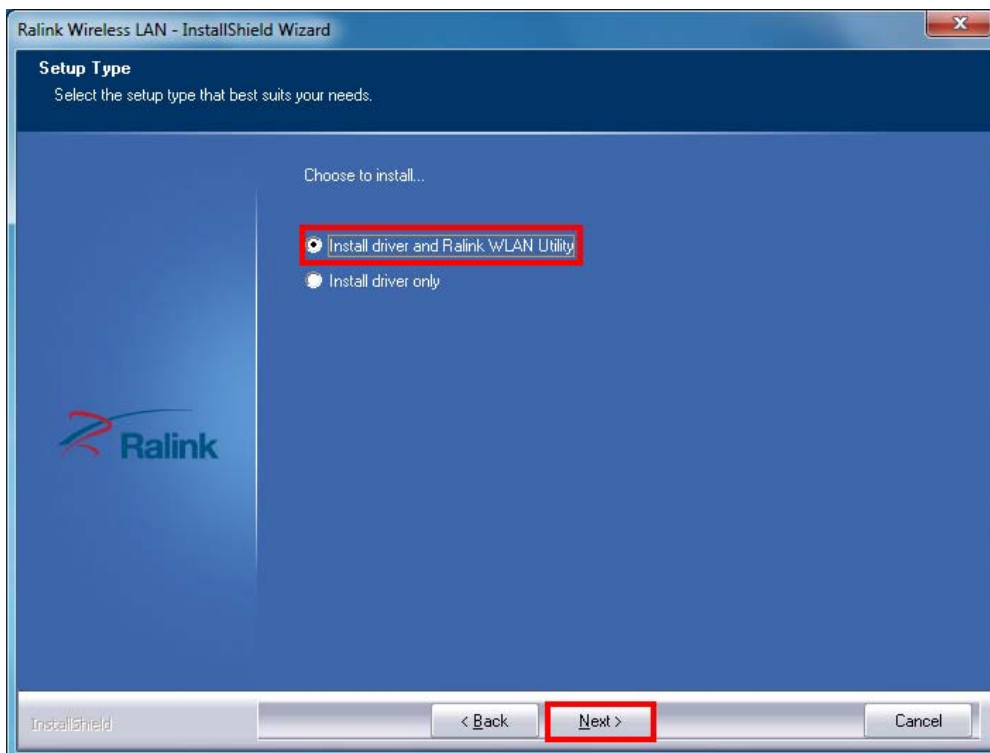 Ralink Wireless LAN - InstallShield Wizard
Setup Type
Select the setup type that best suits your needs.
Choose to install...
Install driver and Ralink WLAN Utility
Install driver only
Ralink
InstallShield
< Back
Next >
Cancel